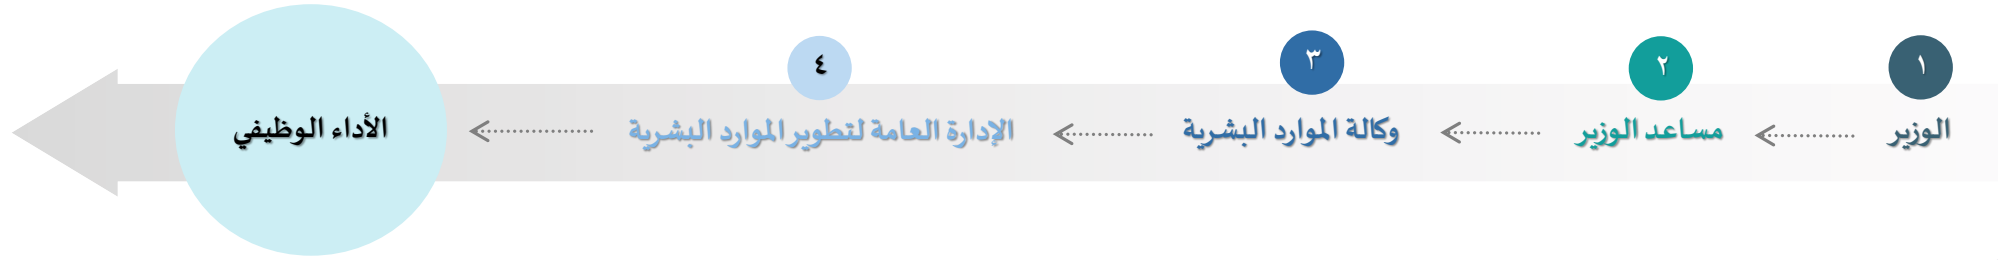 ١
الوزير
٢
مساعد الوزير
٣
وكالة الموارد البشرية
٤
الإدارة العامة لتطوير الموارد البشرية
الأداء الوظيفي